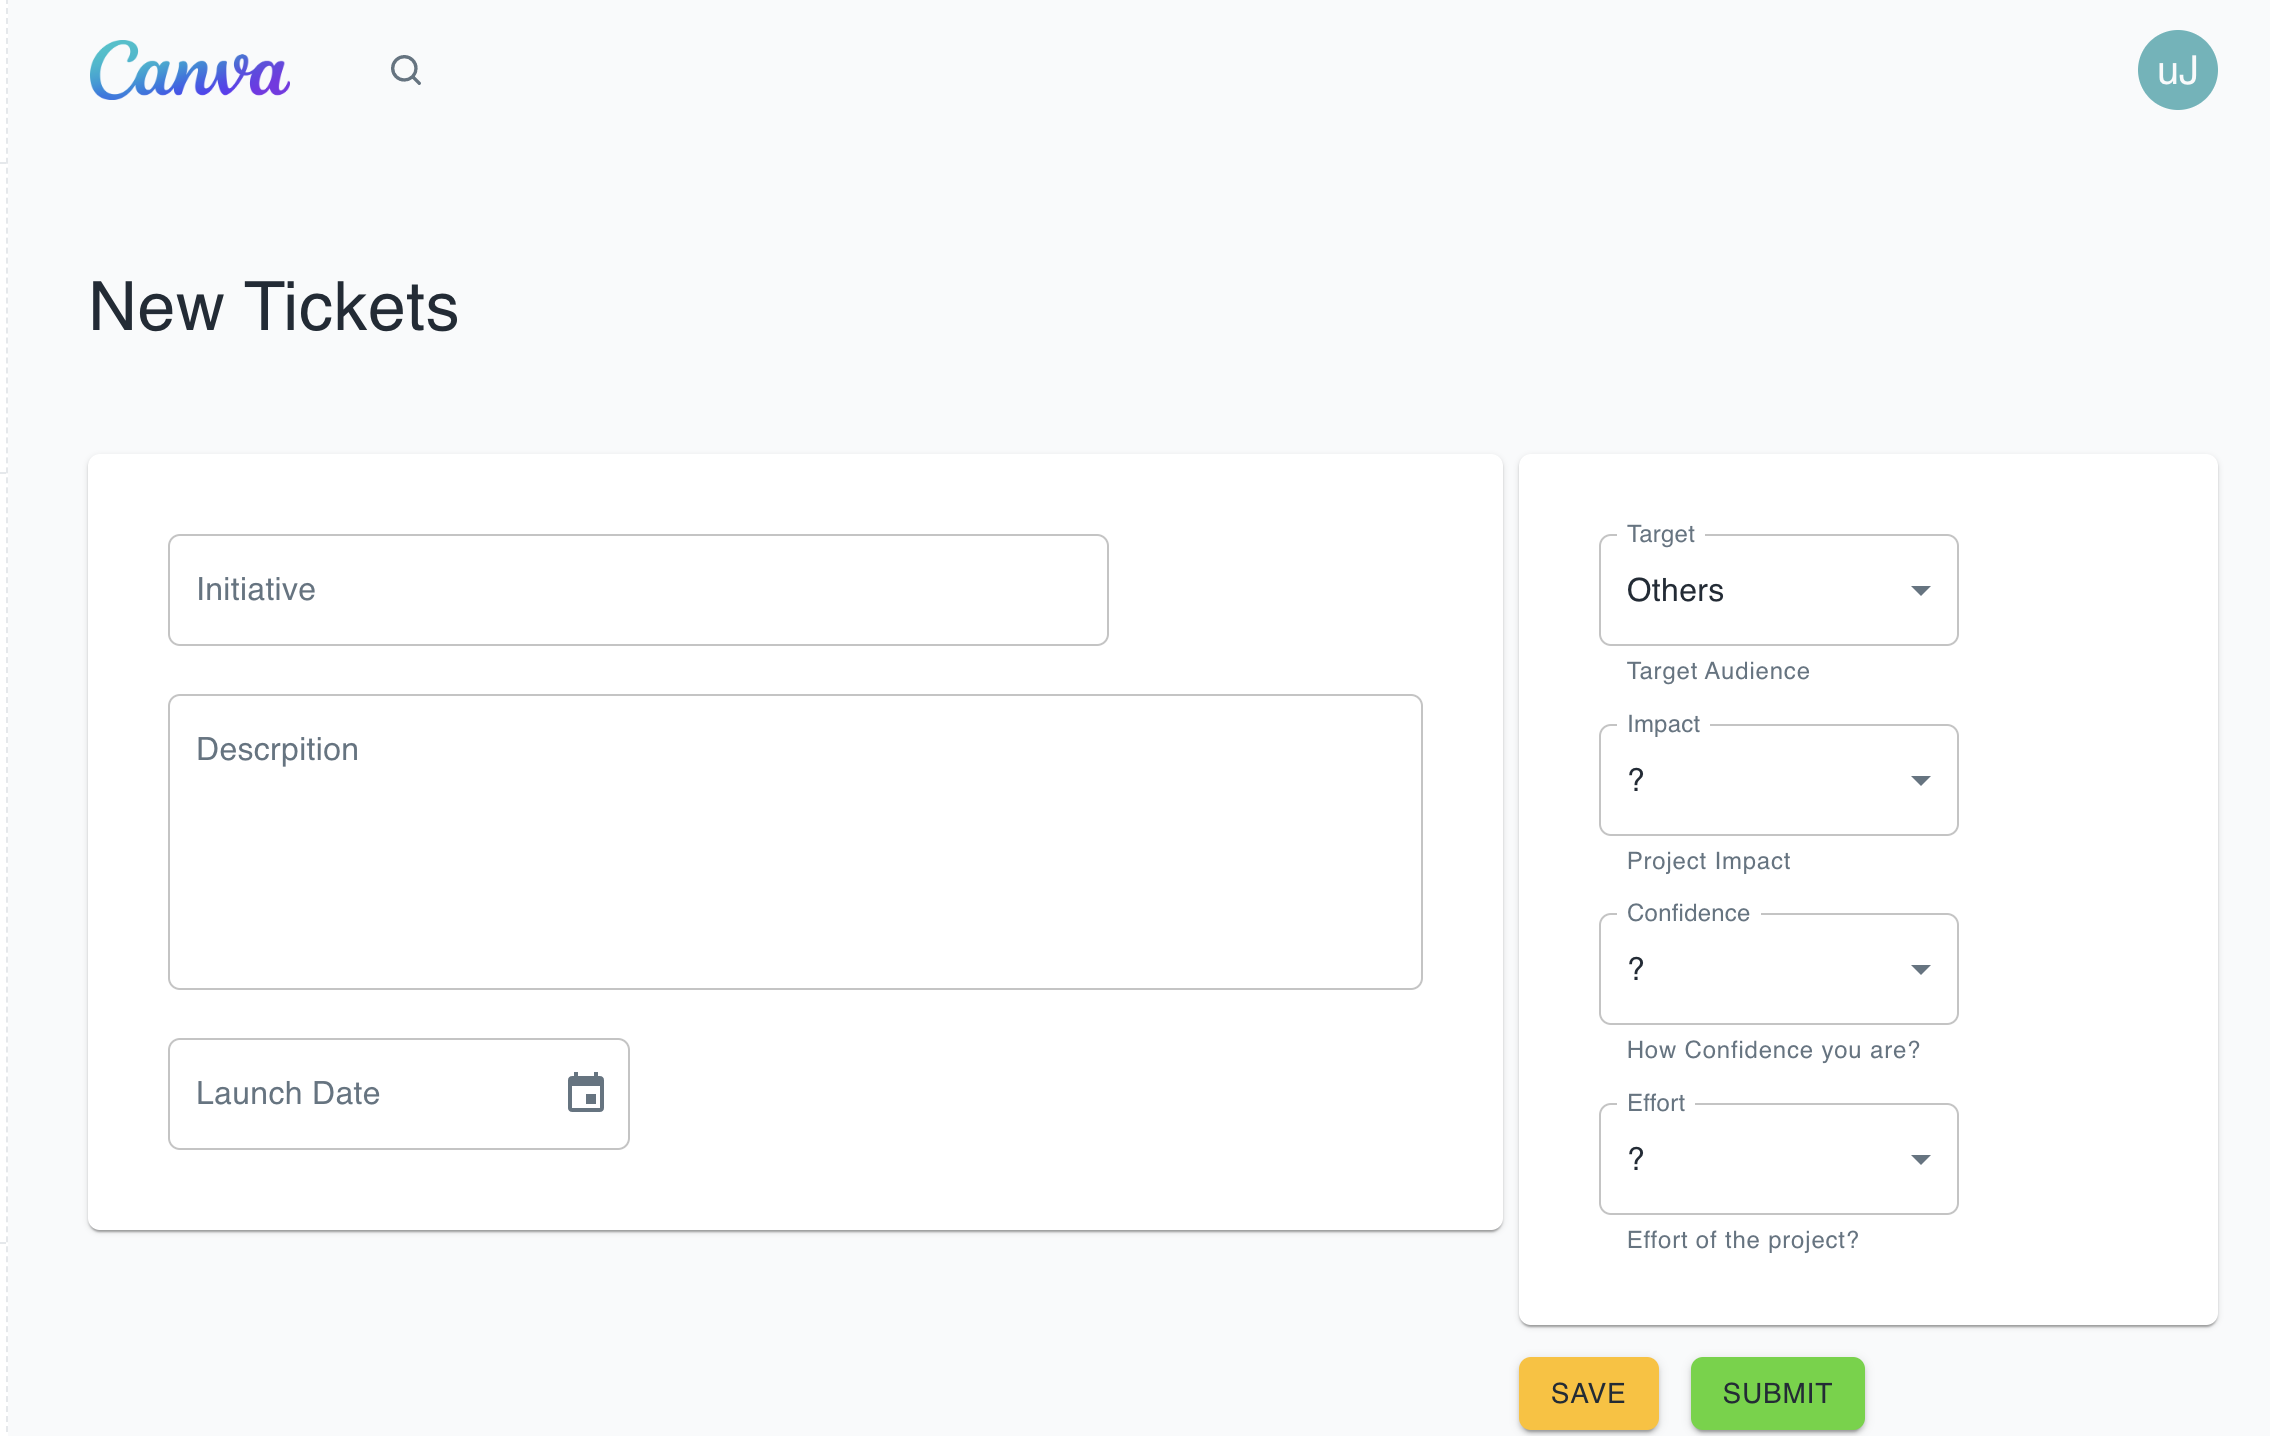 Canva
uJ
New Tickets
Initiative
Descrpition
Launch Date
Target
Others
Target Audience
Impact
?
Project Impact
Confidence
?
How Confidence you are?
Effort
?
Effort of the project?
SAVE
SUBMIT